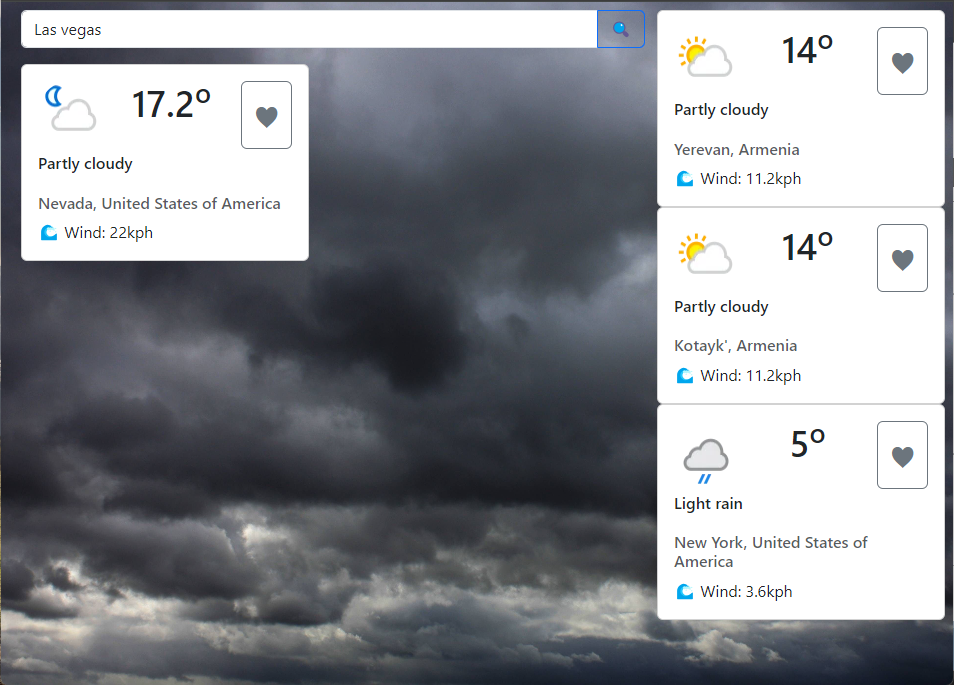 Las vegas
17.2°
Partly cloudy
Nevada, United States of America
Wind: 22kph
14°
Partly cloudy
Yerevan, Armenia
Wind: 11.2kph
14°
Partly cloudy
Kotayk', Armenia
Wind: 11.2kph
5°
Light rain
New York, United States of
America
Wind: 3.6kph